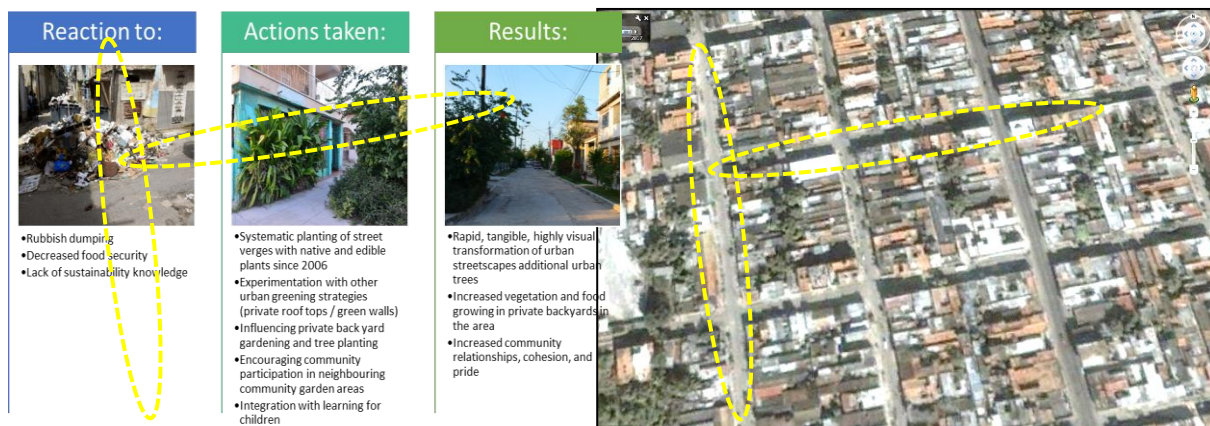 Reaction to:
•Rubbish dumping
•Decreased food security
•Lack of sustainability knowledge
Actions taken:
•Systematic planting of street
verges with native and edible
plants since 2006
•Experimentation with other
urban greening strategies
(private roof tops / green walls)
•Influencing private back yard
gardening and tree planting
•Encouraging community
participation in neighbouring
community garden areas
•Integration with learning for
children
Results:
•Rapid, tangible, highly visual
transformation of urban
streetscapes additional urban
trees
•Increased vegetation and food
growing in private backyards in
the area
•Increased community
relationships, cohesion, and
pride